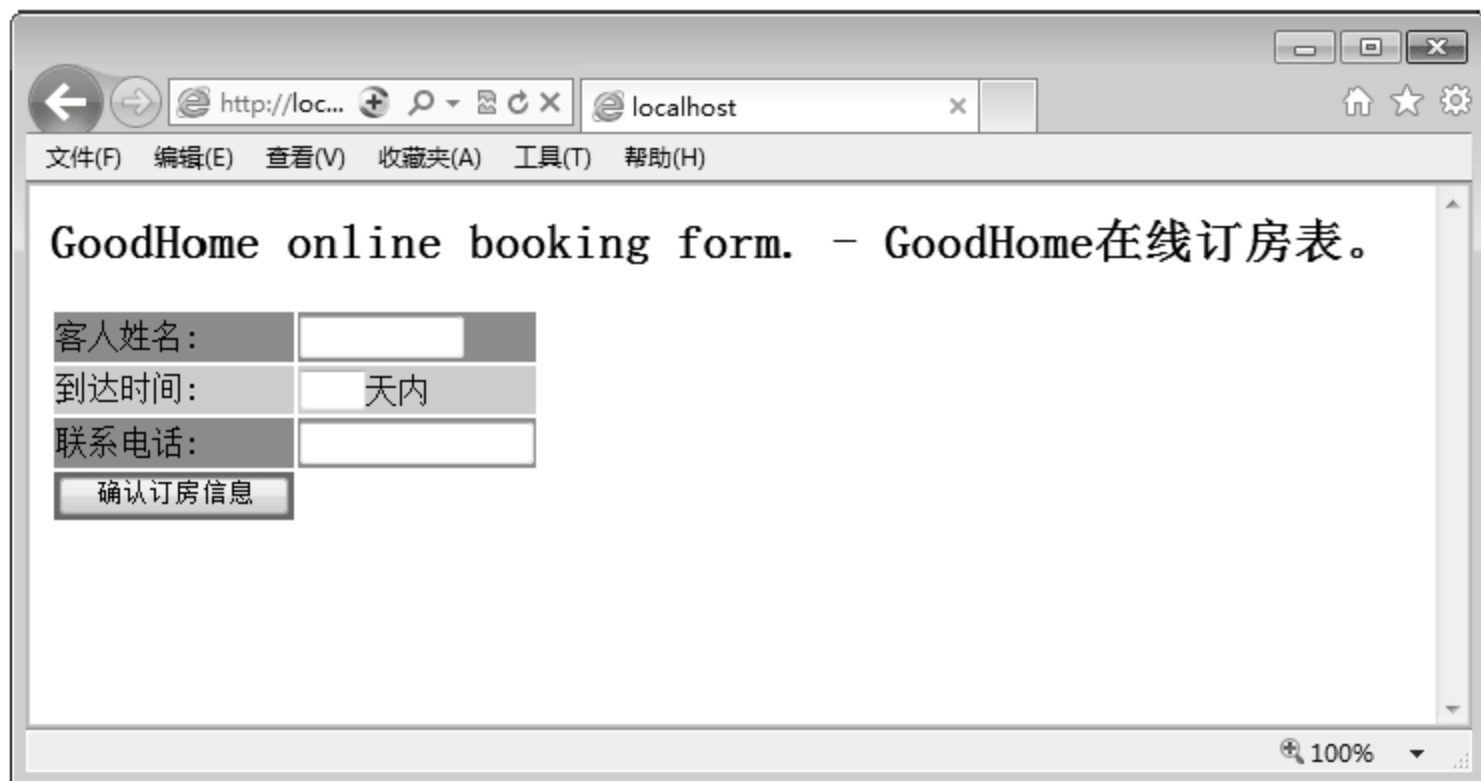 http://loc...
localhost
文件(F) 编辑(E) 查看(V) 收藏夹(A) 工具(T) 帮助(H)
GoodHome online booking form. - GoodHome在线订房表。
客人姓名:
到达时间: 天内
联系电话:
确认订房信息
100%